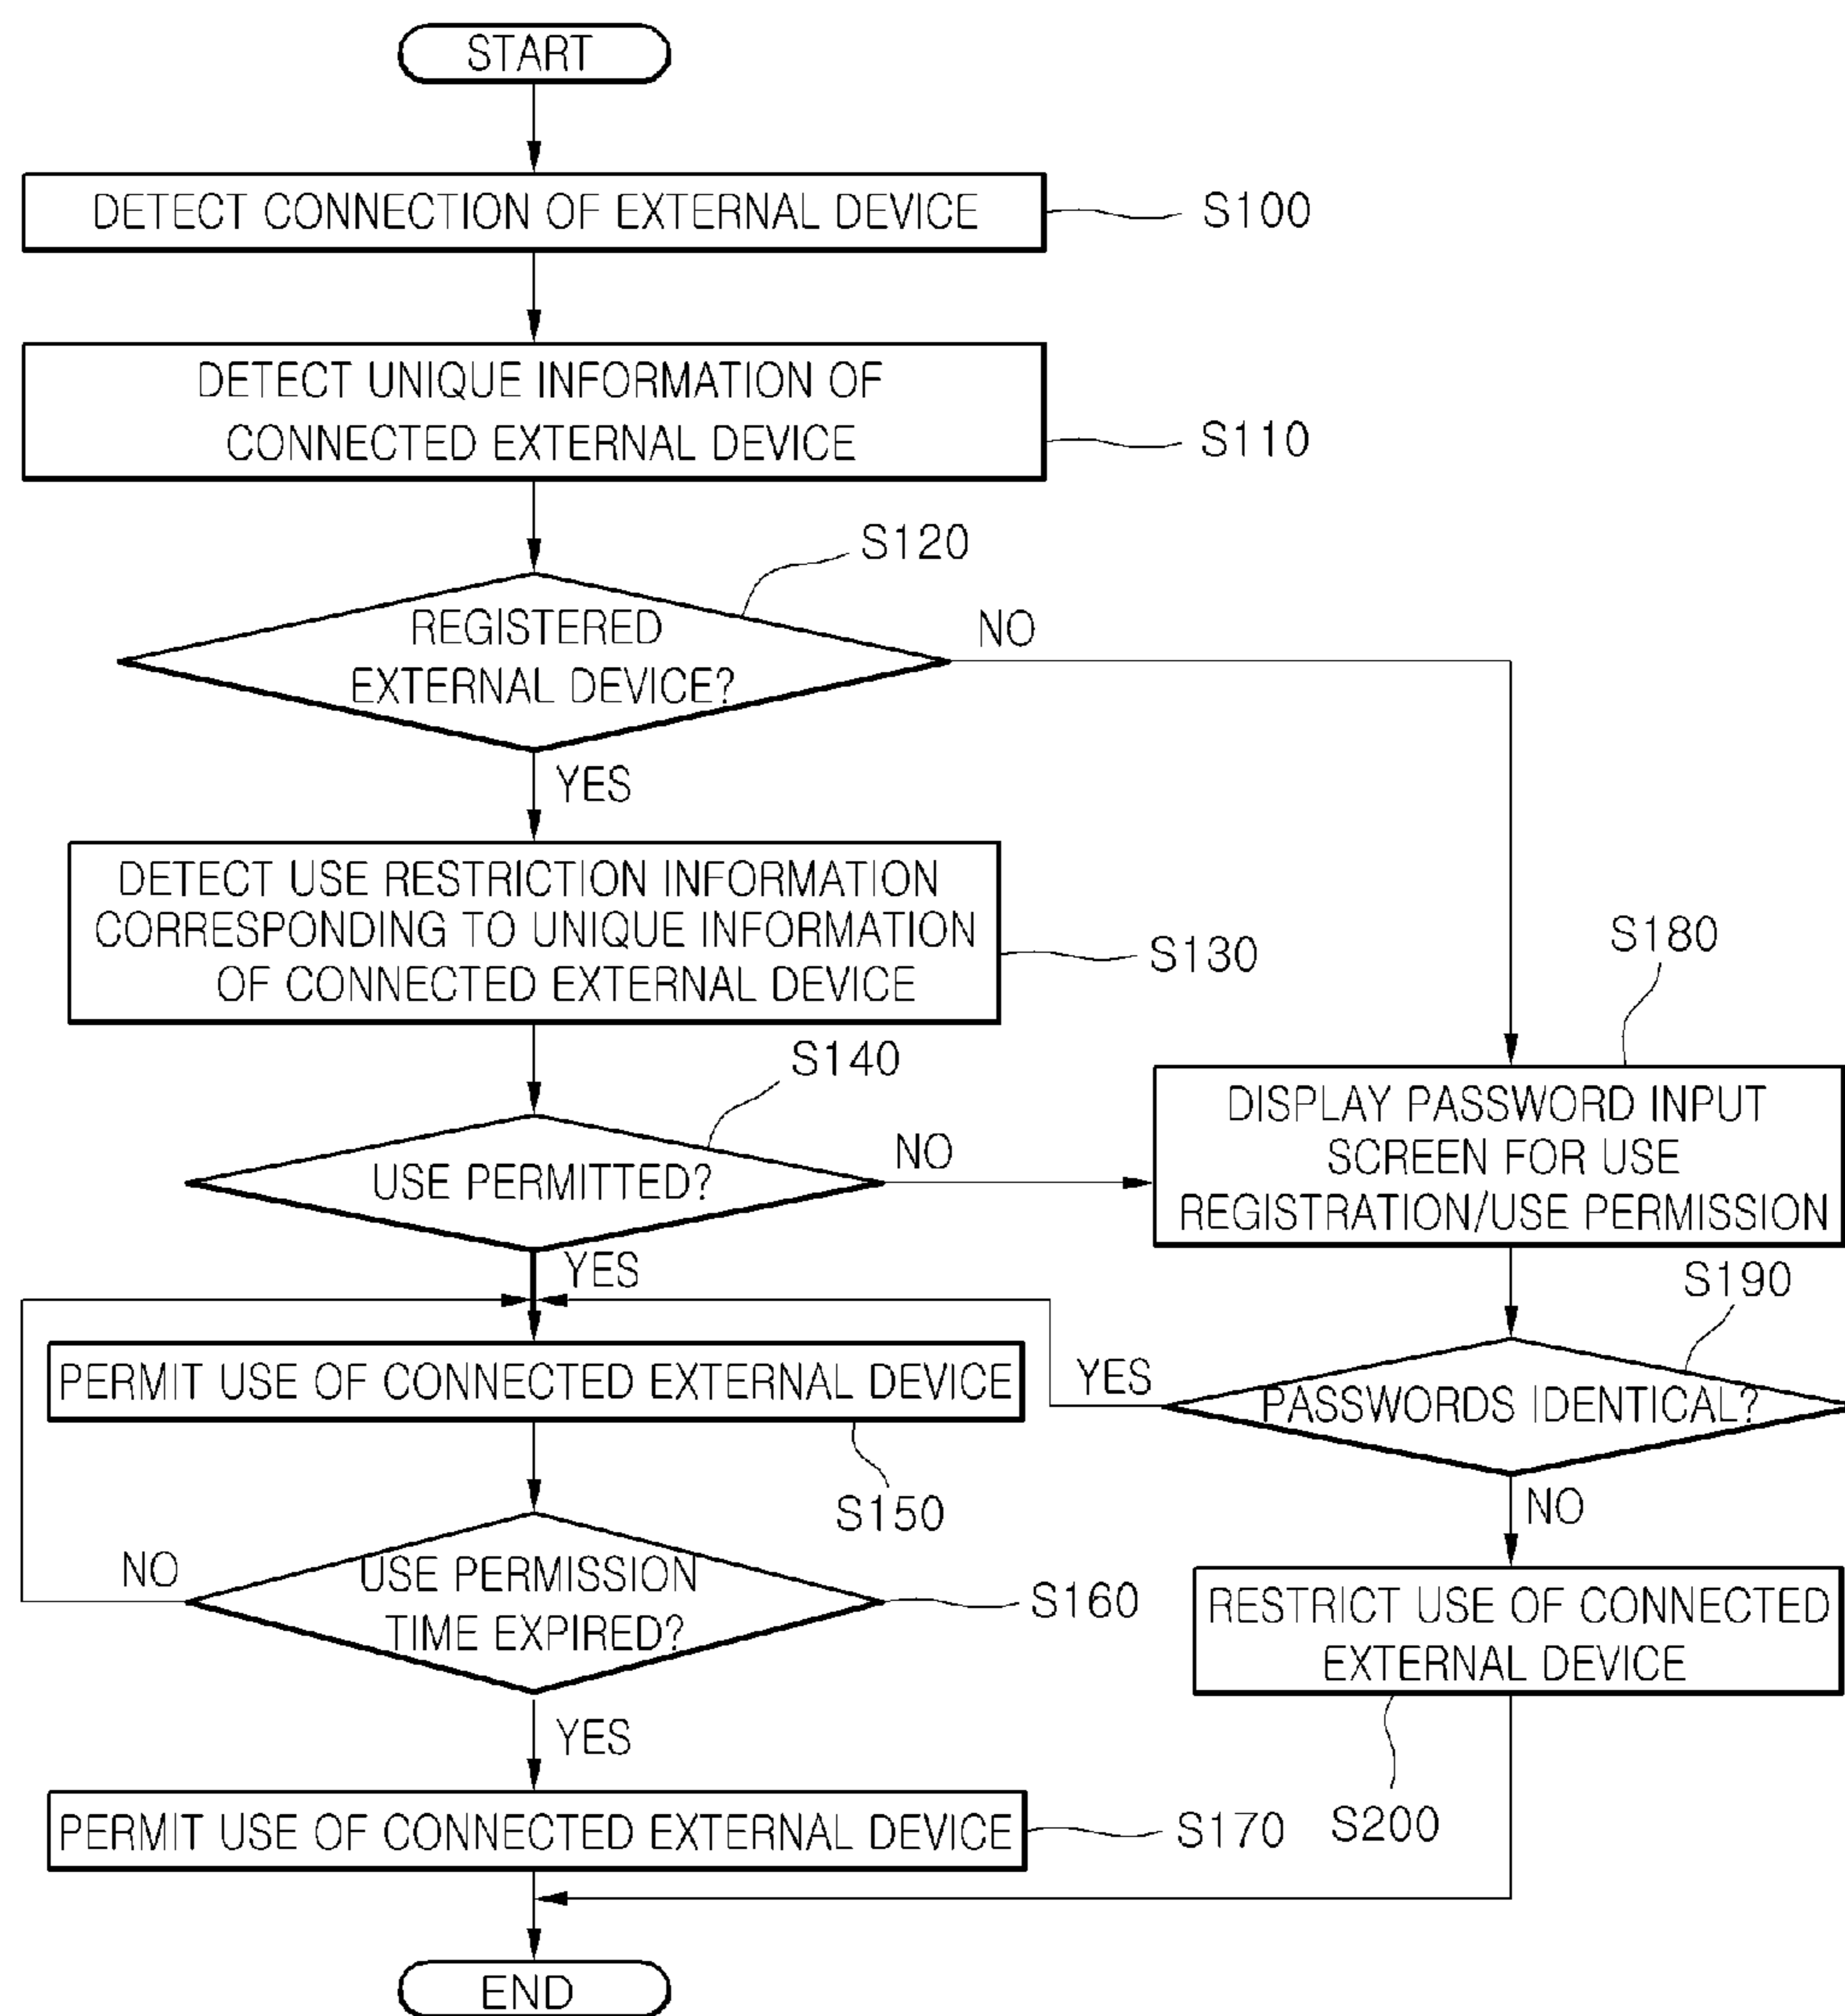 START
DETECT CONNECTION OF EXTERNAL DEVICE
S100
DETECT UNIQUE INFORMATION OF
CONNECTED EXTERNAL DEVICE
S110
S120
REGISTERED
EXTERNAL DEVICE?
NO
YES
DETECT USE RESTRICTION INFORMATION
CORRESPONDING TO UNIQUE INFORMATION
OF CONNECTED EXTERNAL DEVICE
S130
S140
USE PERMITTED?
NO
YES
S180
DISPLAY PASSWORD INPUT
SCREEN FOR USE
REGISTRATION/USE PERMISSION
S190
PASSWORDS IDENTICAL?
YES
NO
PERMIT USE OF CONNECTED EXTERNAL DEVICE
S150
USE PERMISSION
TIME EXPIRED?
NO
S160
YES
RESTRICT USE OF CONNECTED
EXTERNAL DEVICE
S200
PERMIT USE OF CONNECTED EXTERNAL DEVICE
S170
END